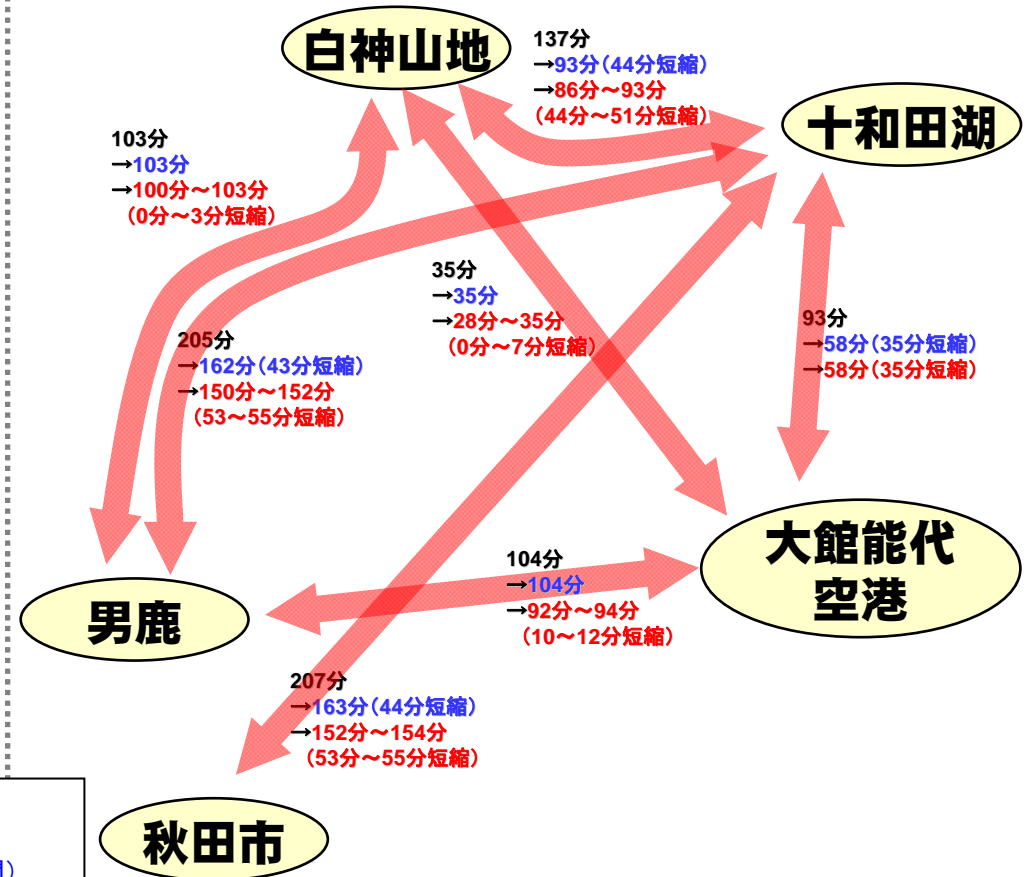 白神山地
137分
→93分（44分短縮）
→86分～93分
（44分～51分短縮）
十和田湖
103分
→103分
→100分～103分
（0分～3分短縮）
35分
→35分
→28分～35分
（0分～7分短縮）
93分
→58分（35分短縮）
→58分（35分短縮）
205分
→162分（43分短縮）
→150分～152分
（53～55分短縮）
大館能代
空港
104分
→104分
→92分～94分
（10～12分短縮）
男鹿
207分
→163分（44分短縮）
→152分～154分
（53分～55分短縮）
秋田市